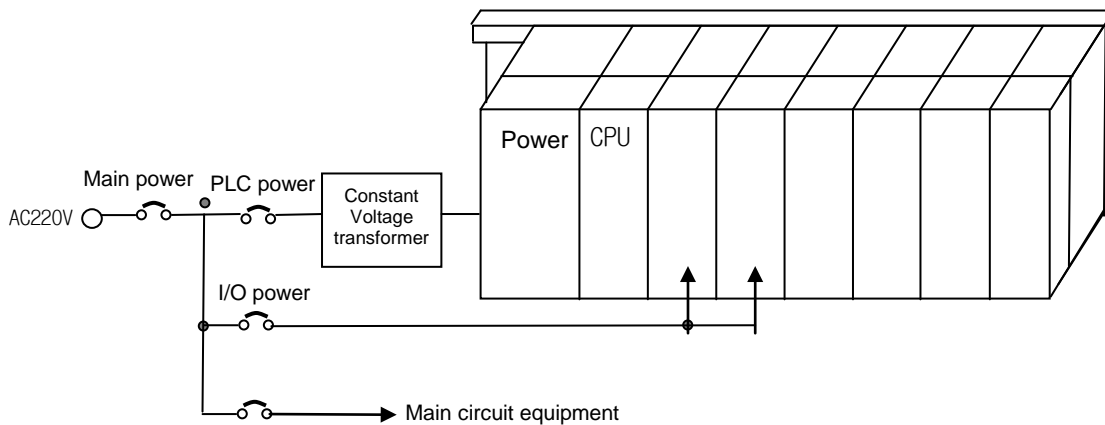 Power
CPU
Main power
PLC power
AC220V
Constant
Voltage
transformer
I/O power
Main circuit equipment